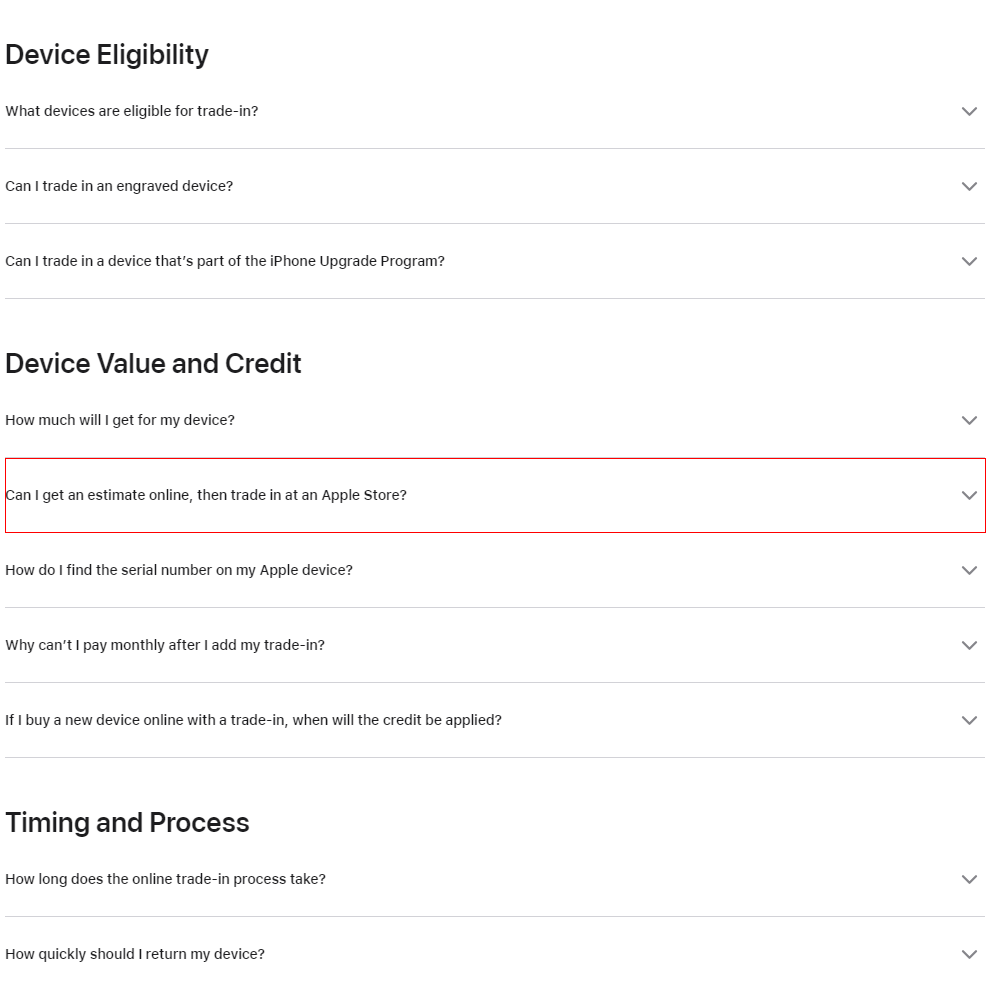 Device Eligibility
What devices are eligible for trade-in?
Can I trade in an engraved device?
Can I trade in a device that’s part of the iPhone Upgrade Program?
Device Value and Credit
How much will I get for my device?
Can I get an estimate online, then trade in at an Apple Store?
How do I find the serial number on my Apple device?
Why can’t I pay monthly after I add my trade-in?
If I buy a new device online with a trade-in, when will the credit be applied?
Timing and Process
How long does the online trade-in process take?
How quickly should I return my device?